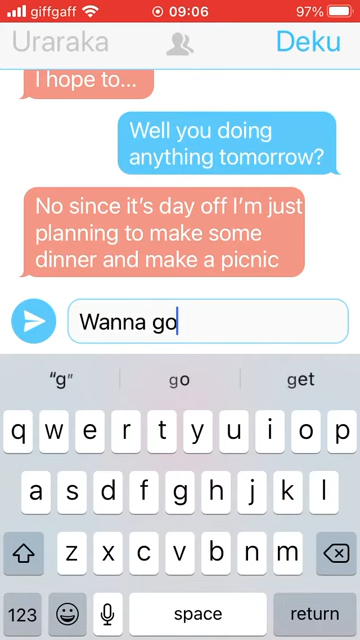 giffgaff 09:06 97%
Uraraka Deku
I hope to...
Well you doing
anything tomorrow?
No since it's day off I'm just
planning to make some
dinner and make a picnic
Wanna go
“g” go get
q w e r t y u i o p
a s d f g h j k l
z x c v b n m
123 space return